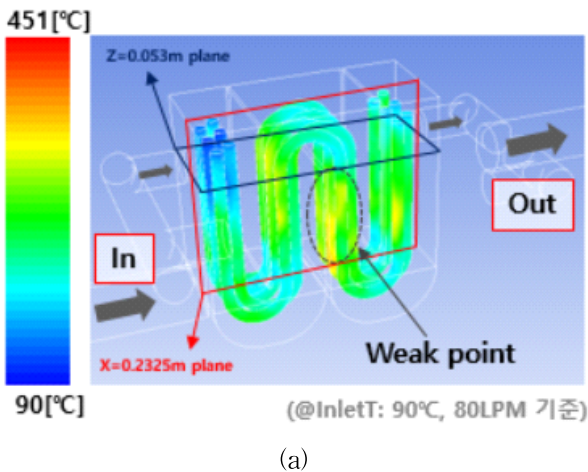 451[℃]
Z=0.053m plane
In
Out
Weak point
X=0.2325m plane
90[℃]
(@InletT: 90℃, 80LPM 기준)
(a)